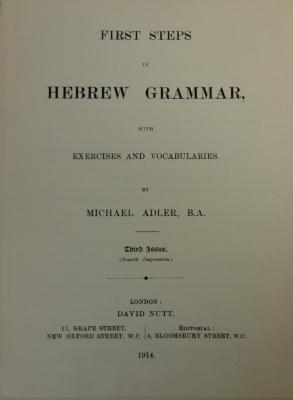 FIRST STEPS
IN
HEBREW GRAMMAR,
WITH
EXERCISES AND VOCABULARIES.
BY
MICHAEL ADLER, B.A.
Third Issue.
(Fourth Impression.)
LONDON:
DAVID NUTT,
17, GRAPE STREET, | EDITORIAL:
NEW OXFORD STREET, W.C. | 6, BLOOMSBURY STREET, W.C.
1914.